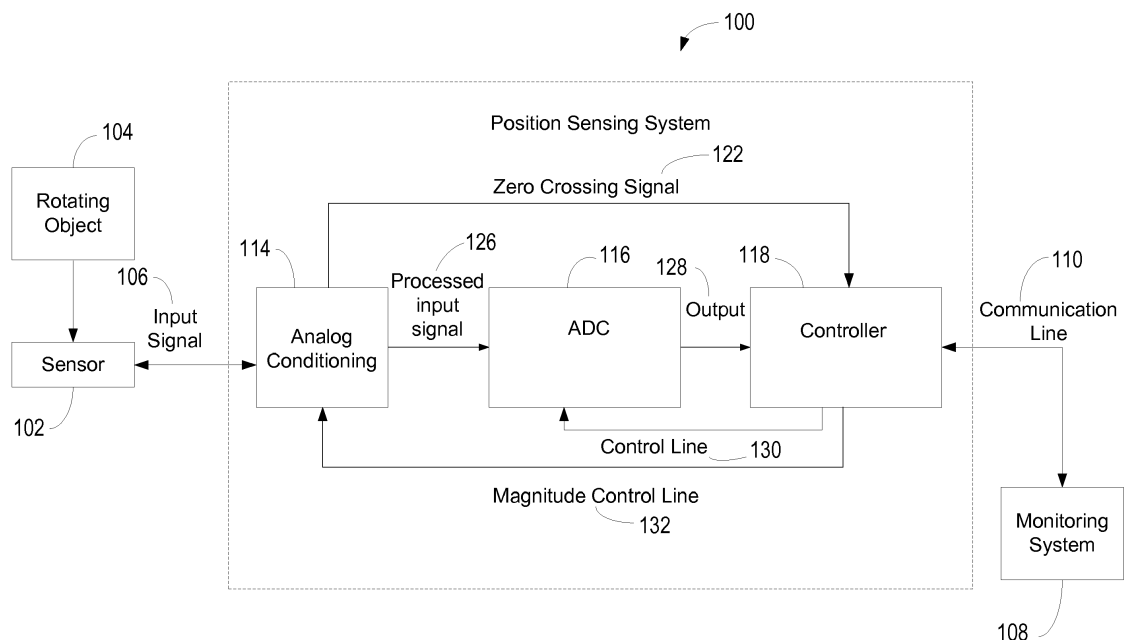 100
Position Sensing System
104
122
Rotating
Object
Zero Crossing Signal
114
126
116
128
118
110
106
Processed
input
signal
Output
Communication
Line
Input
Signal
Analog
Conditioning
ADC
Controller
Sensor
102
Control Line
130
Magnitude Control Line
132
Monitoring
System
108